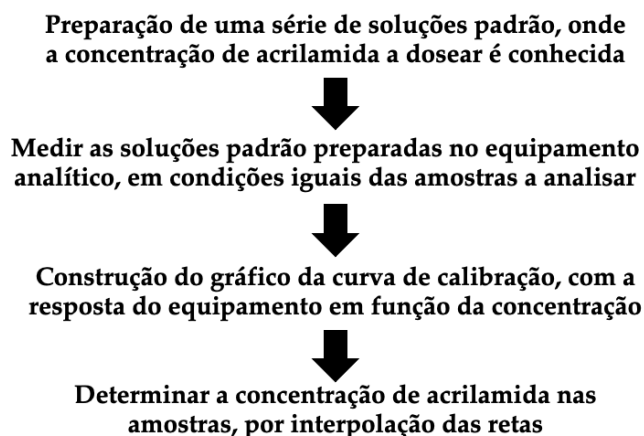 Preparação de uma série de soluções padrão, onde
a concentração de acrilamida a dosear é conhecida
Medir as soluções padrão preparadas no equipamento
analítico, em condições iguais das amostras a analisar
Construção do gráfico da curva de calibração, com a
resposta do equipamento em função da concentração
Determinar a concentração de acrilamida nas
amostras, por interpolação das retas